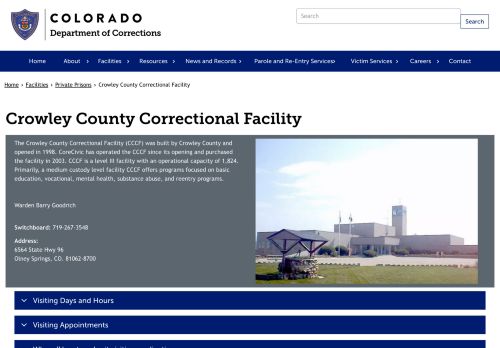 COLORADO
Department of Corrections
Search
Search
Home
About
Facilities
Resources
News and Records
Parole and Re-Entry Services
Victim Services
Careers
Contact
Home › Facilities › Private Prisons › Crowley County Correctional Facility
Crowley County Correctional Facility
The Crowley County Correctional Facility (CCCF) was built by Crowley County and
opened in 1998. CoreCivic has operated the CCCF since its opening and purchased
the facility in 2003. CCCF is a level III facility with an operational capacity of 1,824.
Primarily, a medium custody level facility CCCF offers programs focused on basic
education, vocational, mental health, substance abuse, and reentry programs.
Warden Barry Goodrich
Switchboard: 719-267-3548
Address:
6564 State Hwy 96
Olney Springs, CO. 81062-8700
Visiting Days and Hours
Visiting Appointments